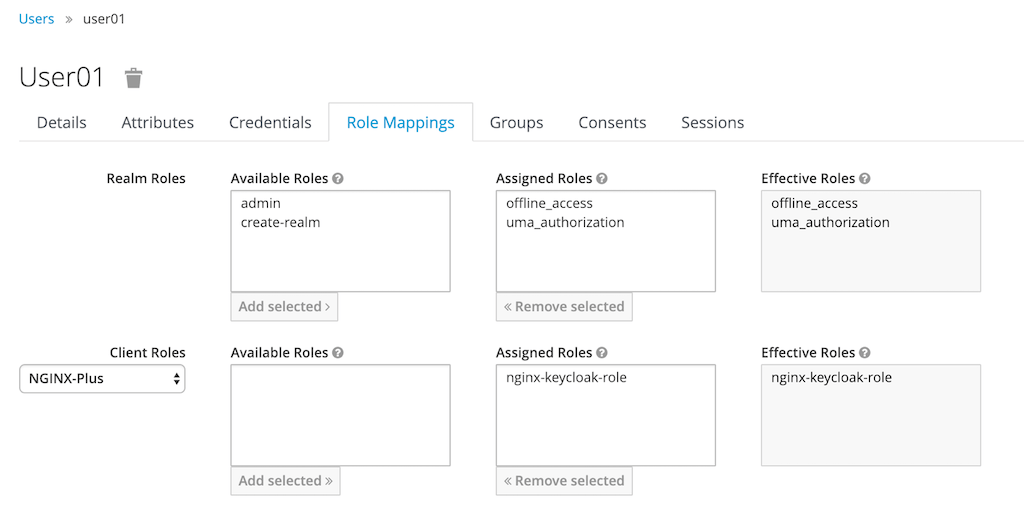 Users » user01
User01
Details Attributes Credentials Role Mappings Groups Consents Sessions
Realm Roles Available Roles Assigned Roles Effective Roles
admin offline_access offline_access
create-realm uma_authorization uma_authorization
Add selected › « Remove selected
Client Roles Available Roles Assigned Roles Effective Roles
NGINX-Plus nginx-keycloak-role nginx-keycloak-role
Add selected » « Remove selected